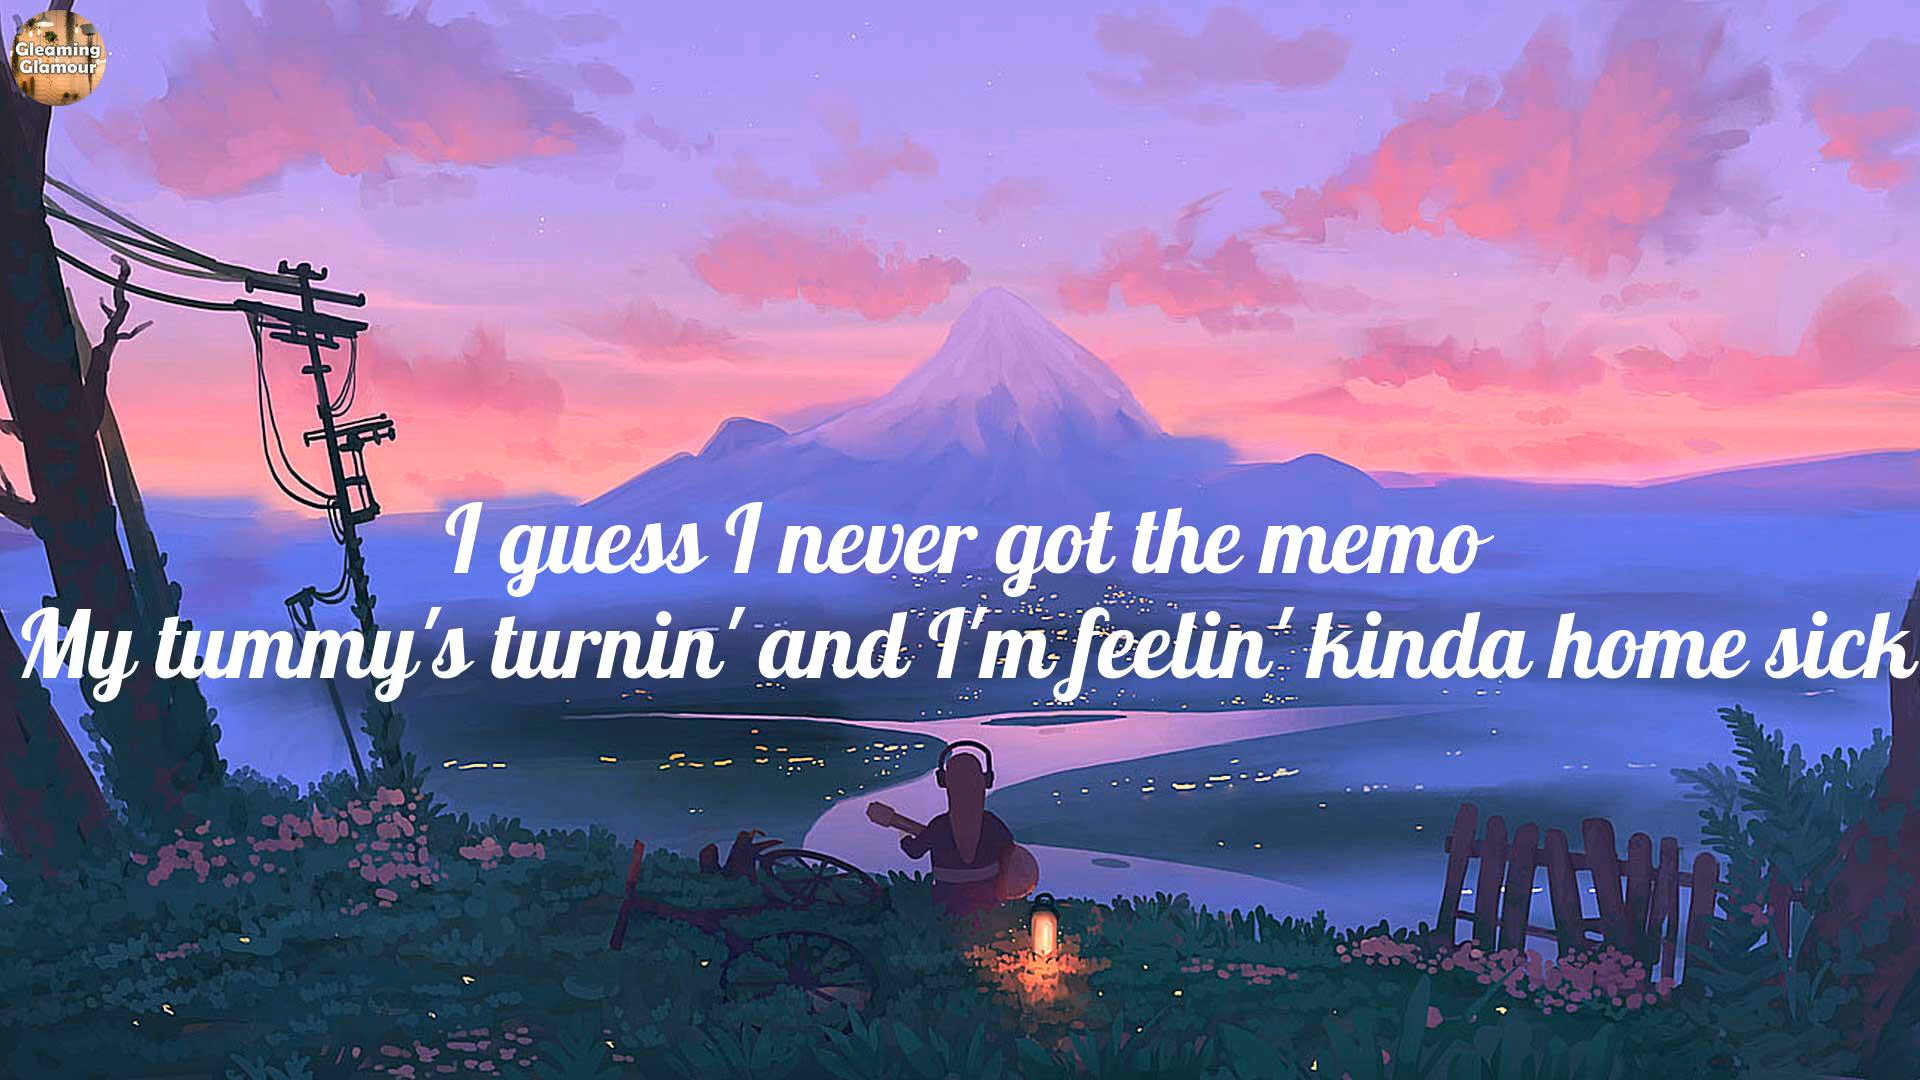 Gleaming
Glamour
I guess I never got the memo
My tummy's turnin' and I'm feelin' kinda home sick